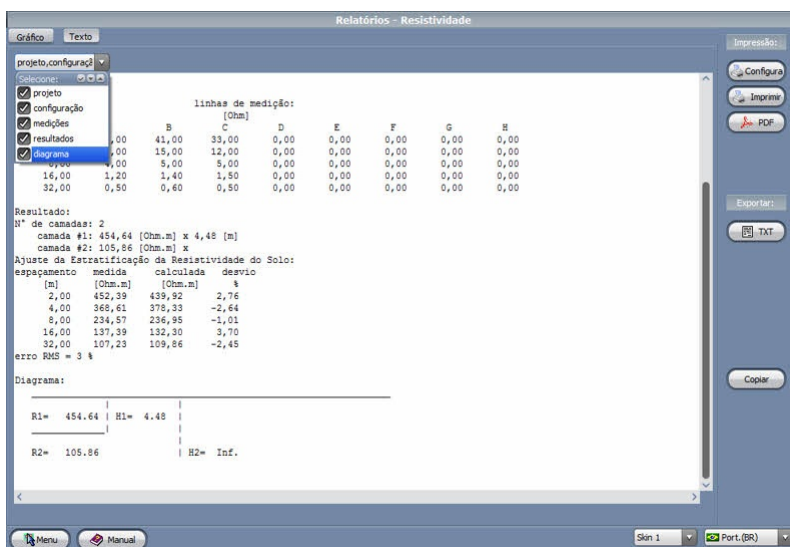 Relatórios - Resistividade
Gráfico Texto
projeto,configuraçã
Selecione:
projeto
configuração
medições
resultados
diagrama
linhas de medição:
[Ohm]
B C D E F G H
,00 41,00 33,00 0,00 0,00 0,00 0,00 0,00
,00 15,00 12,00 0,00 0,00 0,00 0,00 0,00
8,00 4,00 5,00 5,00 0,00 0,00 0,00 0,00 0,00
16,00 1,20 1,40 1,50 0,00 0,00 0,00 0,00 0,00
32,00 0,50 0,60 0,50 0,00 0,00 0,00 0,00 0,00
Resultado:
N° de camadas: 2
camada #1: 454,64 [Ohm.m] x 4,48 [m]
camada #2: 105,86 [Ohm.m] x
Ajuste da Estratificação da Resistividade do Solo:
espaçamento medida calculada desvio
[m] [Ohm.m] [Ohm.m] %
2,00 452,39 439,92 2,76
4,00 368,61 378,33 -2,64
8,00 234,57 236,95 -1,01
16,00 137,39 132,30 3,70
32,00 107,23 109,86 -2,45
erro RMS = 3 %
Diagrama:
R1= 454.64 | H1= 4.48 |
R2= 105.86 | H2= Inf.
Impressão:
Configura
Imprimir
PDF
Exportar:
TXT
Copiar
Menu Manual
Skin 1 Port.(BR)